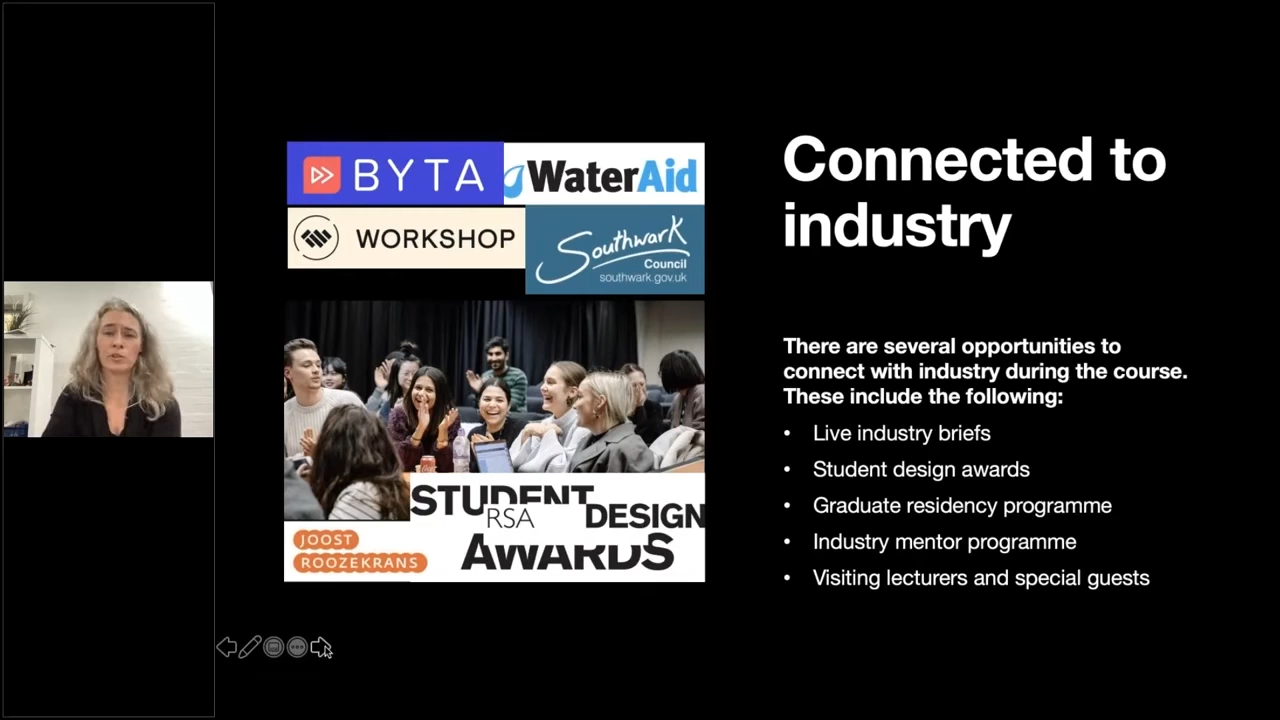 BYTA
WaterAid
WORKSHOP
Southwark
Council
southwark.gov.uk
STUDENT
RSA
DESIGN
AWARDS
JOOST
ROOZEKRANS
Connected to
industry
There are several opportunities to
connect with industry during the course.
These include the following:
• Live industry briefs
• Student design awards
• Graduate residency programme
• Industry mentor programme
• Visiting lecturers and special guests